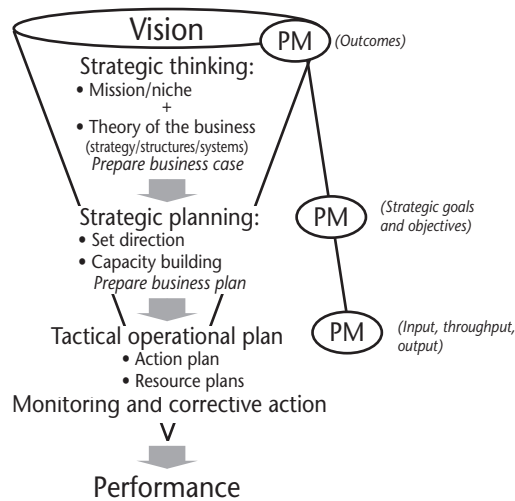 Vision
PM (Outcomes)
Strategic thinking:
• Mission/niche
+
• Theory of the business
(strategy/structures/systems)
Prepare business case
Strategic planning:
• Set direction
• Capacity building
Prepare business plan
PM (Strategic goals
and objectives)
Tactical operational plan
• Action plan
• Resource plans
PM (Input, throughput,
output)
Monitoring and corrective action
Performance